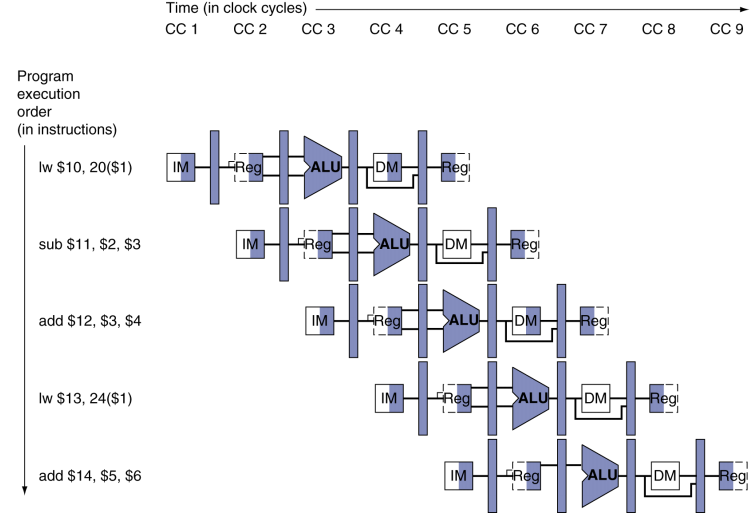 Time (in clock cycles)
CC 1 CC 2 CC 3 CC 4 CC 5 CC 6 CC 7 CC 8 CC 9
Program
execution
order
(in instructions)
lw $10, 20($1) IM Reg ALU DM Reg
sub $11, $2, $3 IM Reg ALU DM Reg
add $12, $3, $4 IM Reg ALU DM Reg
lw $13, 24($1) IM Reg ALU DM Reg
add $14, $5, $6 IM Reg ALU DM Reg